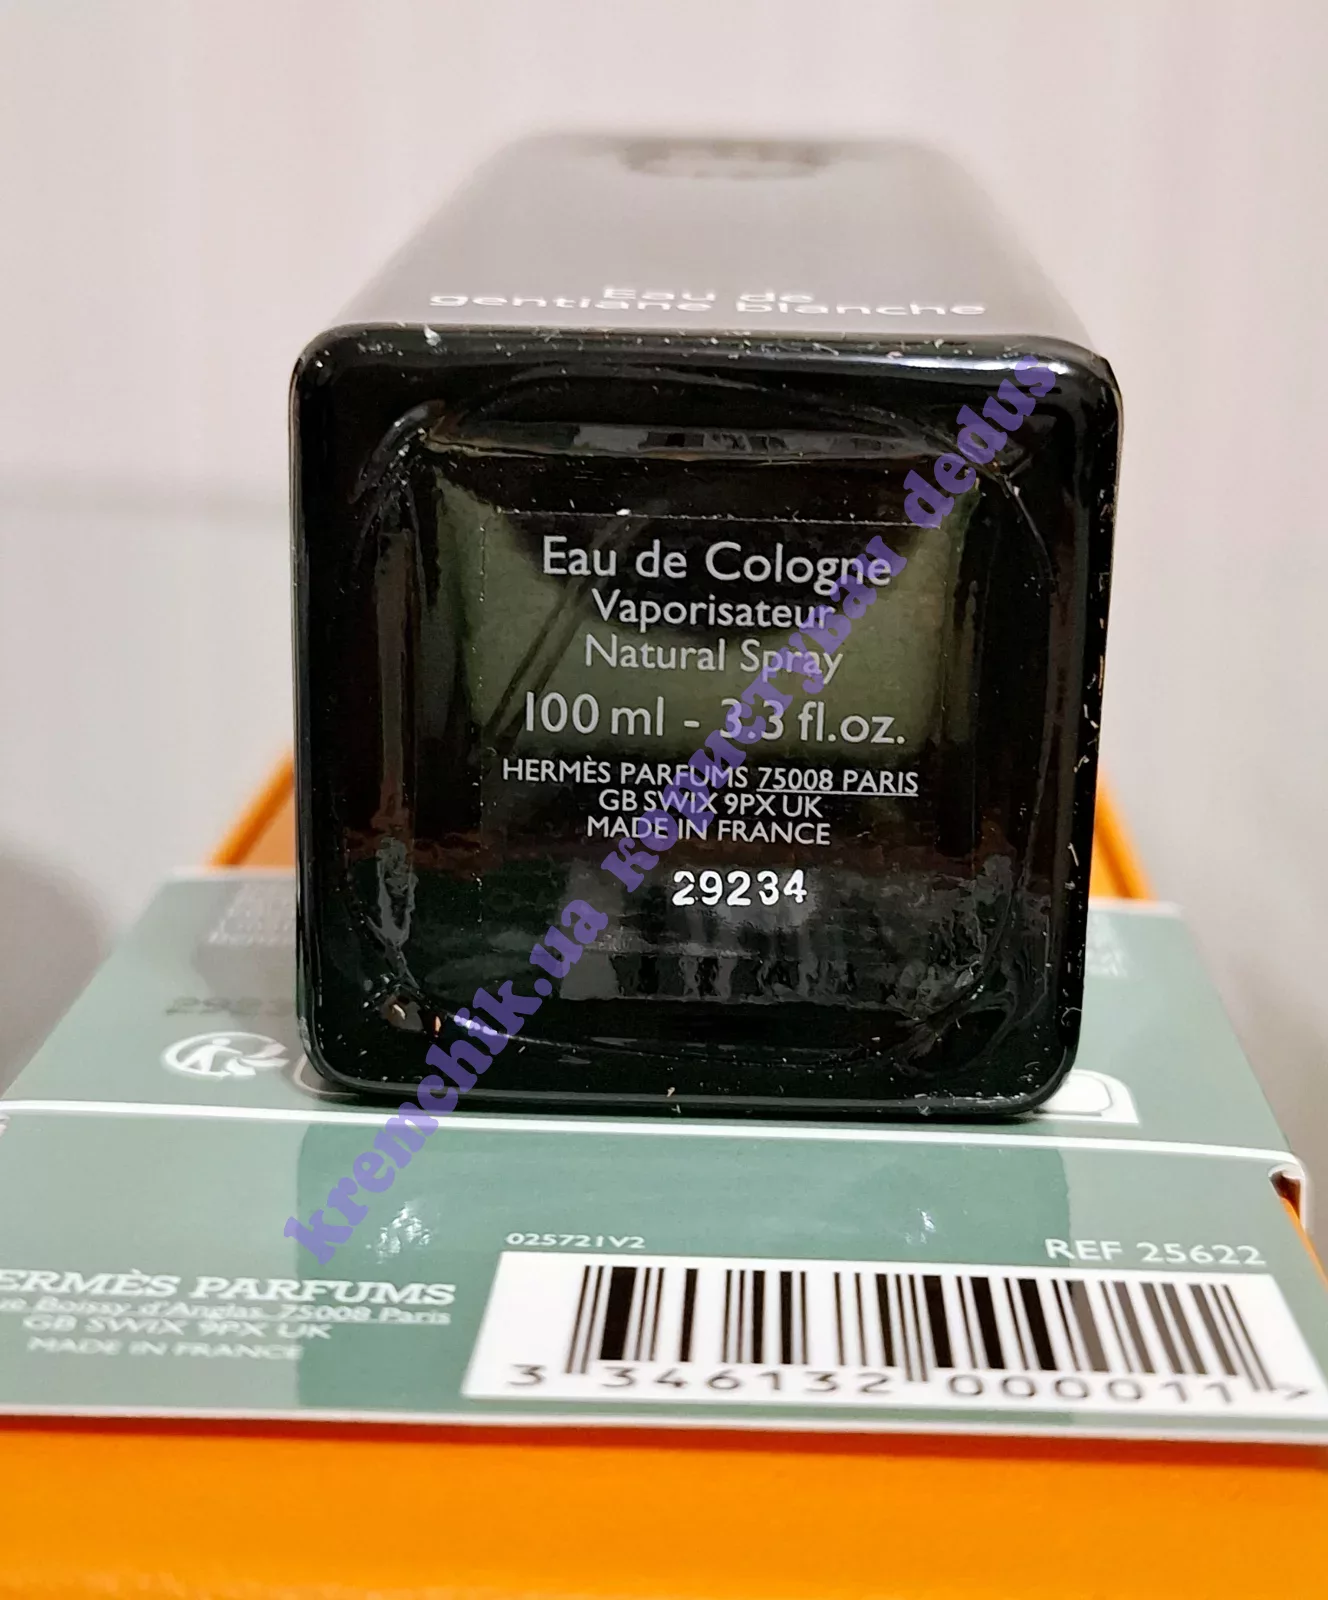 Eau de
gentiane blanche
Eau de Cologne
Vaporisateur
Natural Spray
100 ml - 3.3 fl.oz.
HERMÈS PARFUMS 75008 PARIS
GB SW1X 9PX UK
MADE IN FRANCE
29234
kremchik.ua користувач dedus
025721V2
REF 25622
HERMÈS PARFUMS
Boissy d'Anglas, 75008 Paris
GB SW1X 9PX UK
MADE IN FRANCE
3 346132 000011